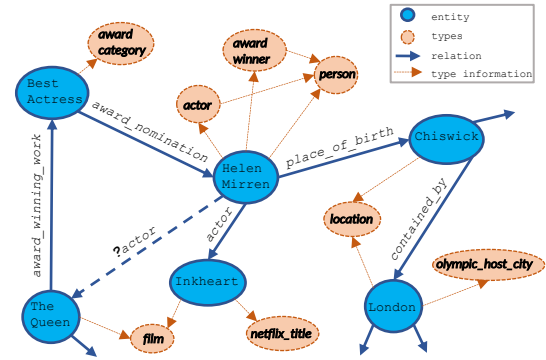 entity
types
relation
type information
award
category
award
winner
person
actor
Best
Actress
award_nomination
Helen
Mirren
place_of_birth
Chiswick
award_winning_work
?actor
actor
location
contained_by
olympic_host_city
Inkheart
London
The
Queen
film
netflix_title